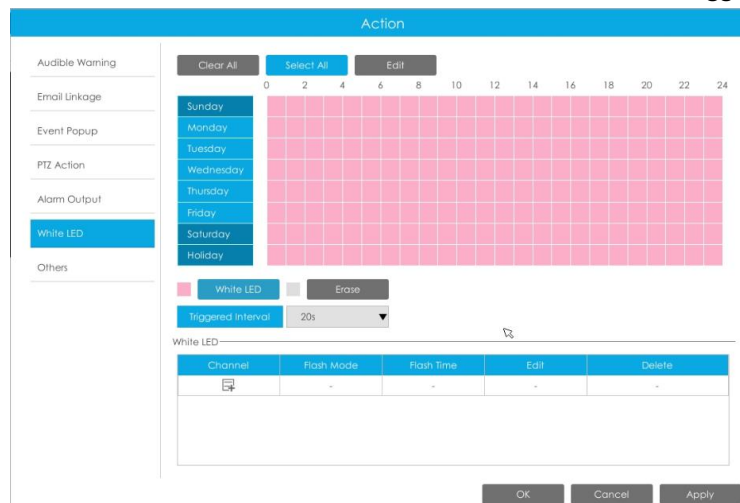 Action
Audible Warning
Email Linkage
Event Popup
PTZ Action
Alarm Output
White LED
Others
Clear All Select All Edit
0 2 4 6 8 10 12 14 16 18 20 22 24
Sunday
Monday
Tuesday
Wednesday
Thursday
Friday
Saturday
Holiday
White LED Erase
Triggered Interval 20s
White LED
Channel Flash Mode Flash Time Edit Delete
- - - -
OK Cancel Apply